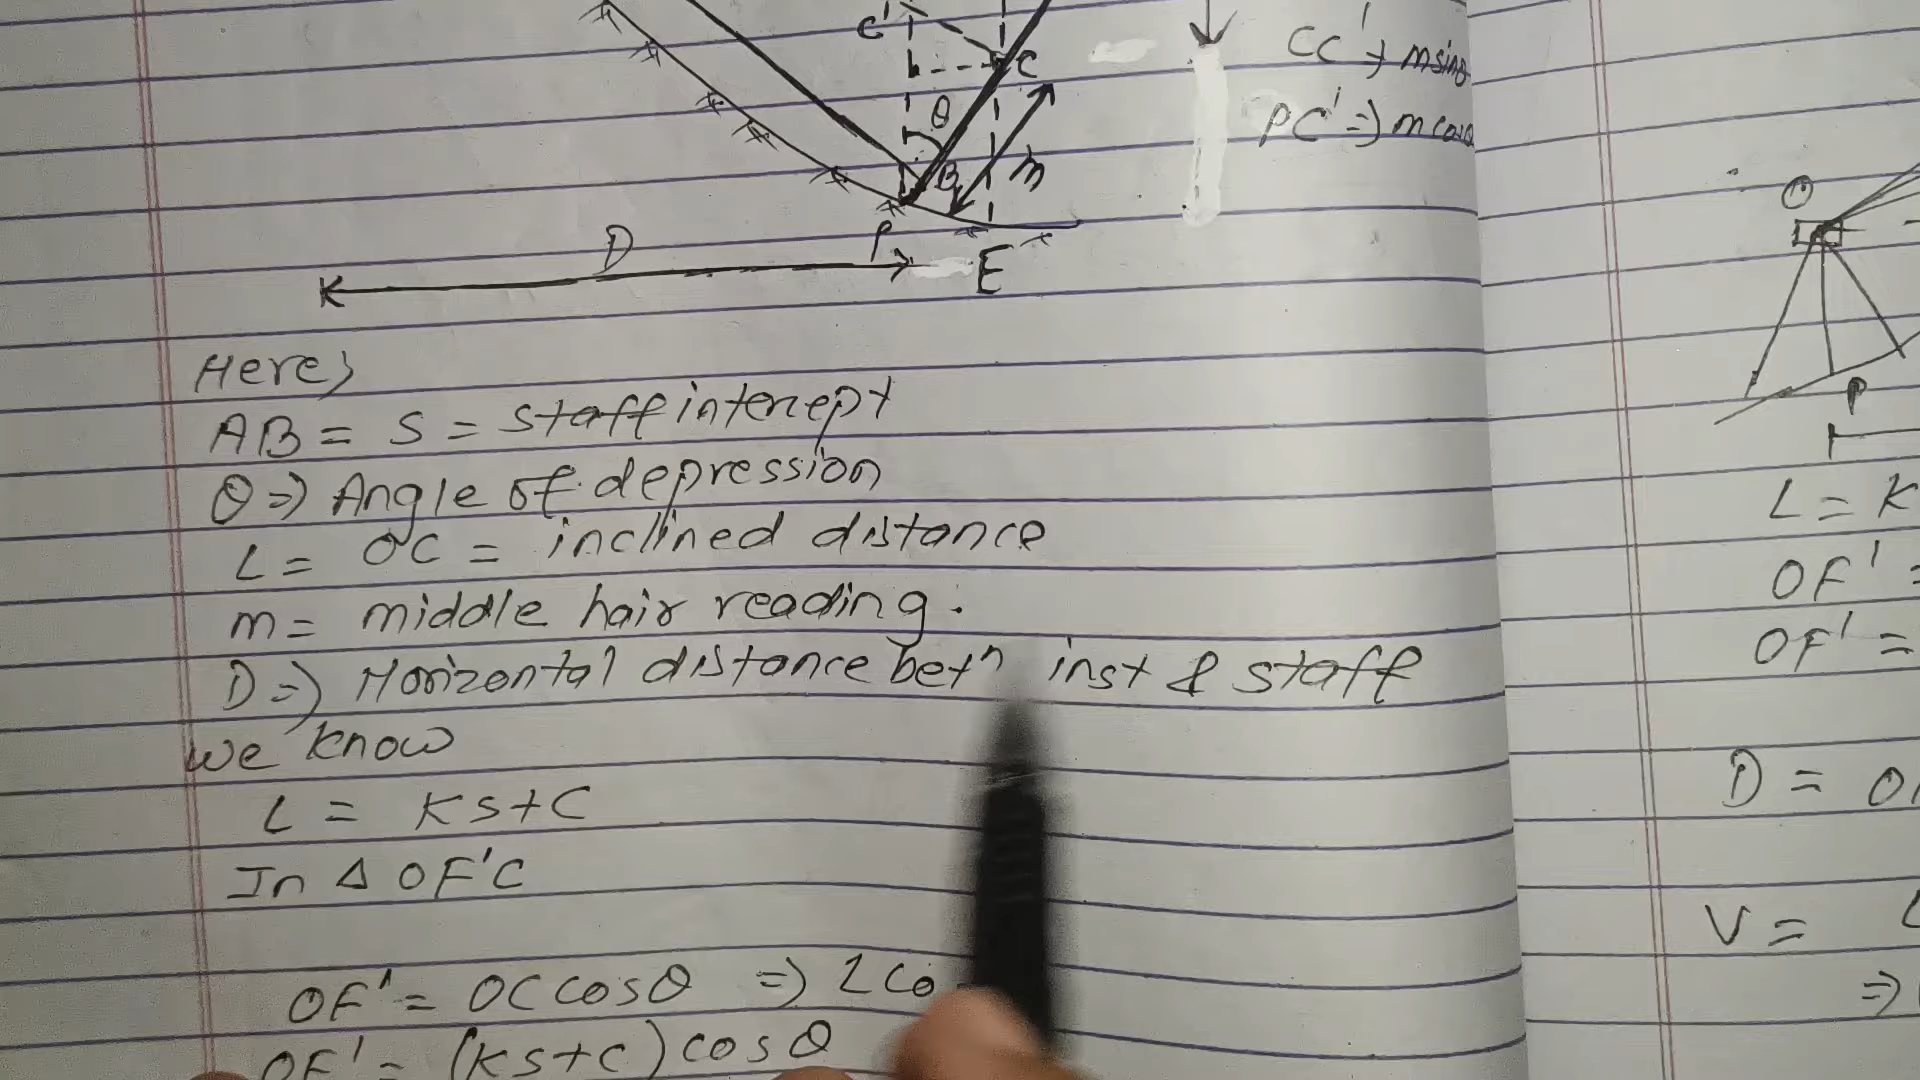 C'
C
θ
B
m
P
D
E
CC' → m sinθ
PC' => m cosθ
Here,
AB = S = staff intercept
θ => Angle of depression
L = OC = inclined distance
m = middle hair reading.
D => Horizontal distance betⁿ inst & staff
we know
L = KS+C
In Δ OF'C
OF' = OC cosθ => L Co
OF' = (KS+C) cosθ
O
P
L = K
OF' =
OF' =
D = O
V =
=>